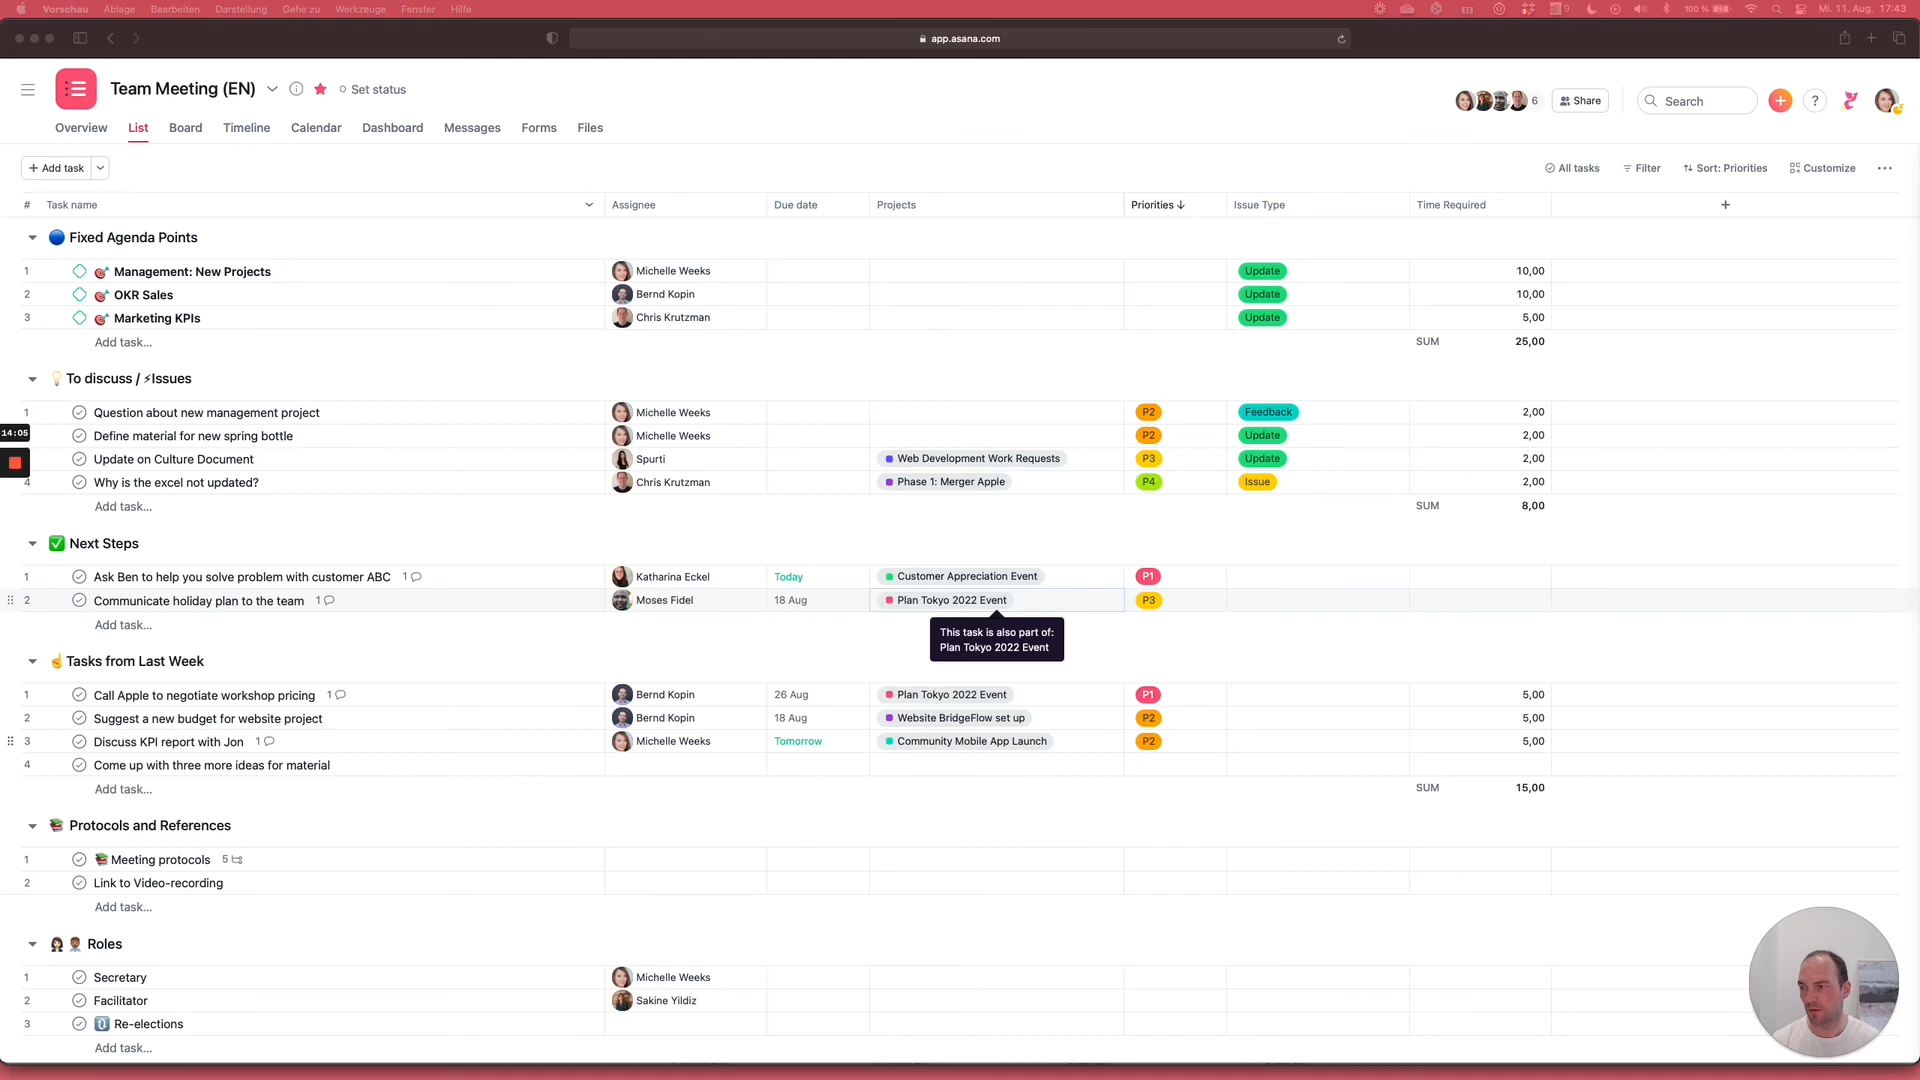 Vorschau Ablage Bearbeiten Darstellung Gehe zu Werkzeuge Fenster Hilfe 9 100 % Mi. 11. Aug. 17:43
app.asana.com
Team Meeting (EN) Set status
6 Share Search ?
Overview List Board Timeline Calendar Dashboard Messages Forms Files
+ Add task All tasks Filter Sort: Priorities Customize ...
# Task name Assignee Due date Projects Priorities ↓ Issue Type Time Required +
🔵 Fixed Agenda Points
1 🎯 Management: New Projects Michelle Weeks Update 10,00
2 🎯 OKR Sales Bernd Kopin Update 10,00
3 🎯 Marketing KPIs Chris Krutzman Update 5,00
Add task... SUM 25,00
💡To discuss / ⚡Issues
1 Question about new management project Michelle Weeks P2 Feedback 2,00
14:05
Define material for new spring bottle Michelle Weeks P2 Update 2,00
Update on Culture Document Spurti Web Development Work Requests P3 Update 2,00
4 Why is the excel not updated? Chris Krutzman Phase 1: Merger Apple P4 Issue 2,00
Add task... SUM 8,00
✅ Next Steps
1 Ask Ben to help you solve problem with customer ABC 1 Katharina Eckel Today Customer Appreciation Event P1
2 Communicate holiday plan to the team 1 Moses Fidel 18 Aug Plan Tokyo 2022 Event P3
Add task...
This task is also part of:
Plan Tokyo 2022 Event
☝️Tasks from Last Week
1 Call Apple to negotiate workshop pricing 1 Bernd Kopin 26 Aug Plan Tokyo 2022 Event P1 5,00
2 Suggest a new budget for website project Bernd Kopin 18 Aug Website BridgeFlow set up P2 5,00
3 Discuss KPI report with Jon 1 Michelle Weeks Tomorrow Community Mobile App Launch P2 5,00
4 Come up with three more ideas for material
Add task... SUM 15,00
📚 Protocols and References
1 📚Meeting protocols 5
2 Link to Video-recording
Add task...
Roles
1 Secretary Michelle Weeks
2 Facilitator Sakine Yildiz
3 Re-elections
Add task...